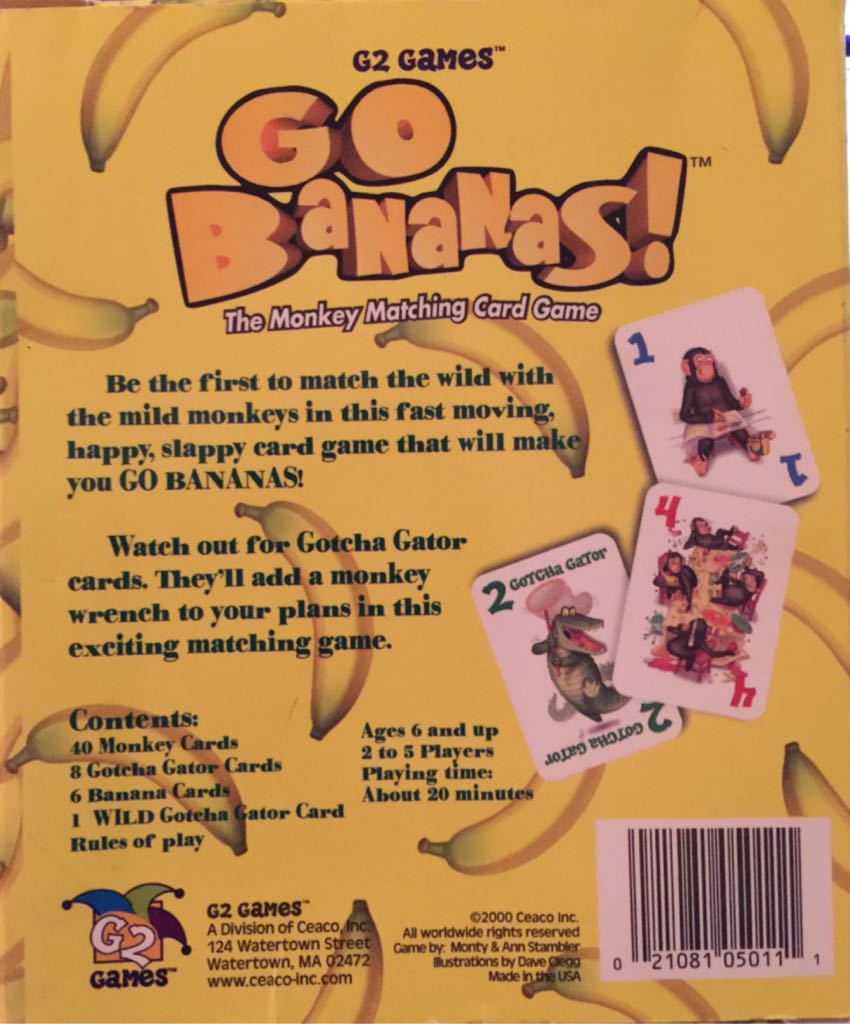 G2 GAMES™
GO
BANANAS!™
The Monkey Matching Card Game
Be the first to match the wild with
the mild monkeys in this fast moving,
happy, slappy card game that will make
you GO BANANAS!
Watch out for Gotcha Gator
cards. They'll add a monkey
wrench to your plans in this
exciting matching game.
1
1
4
4
2 GOTCHA GATOR
2 GOTCHA GATOR
Contents:
40 Monkey Cards
8 Gotcha Gator Cards
6 Banana Cards
1 WILD Gotcha Gator Card
Rules of play
Ages 6 and up
2 to 5 Players
Playing time:
About 20 minutes
G2
GAMES™
G2 GAMES™
A Division of Ceaco, Inc.
124 Watertown Street
Watertown, MA 02472
www.ceaco-inc.com
©2000 Ceaco Inc.
All worldwide rights reserved
Game by: Monty & Ann Stambler
Illustrations by Dave Clegg
Made in the USA
0 21081 05011 1